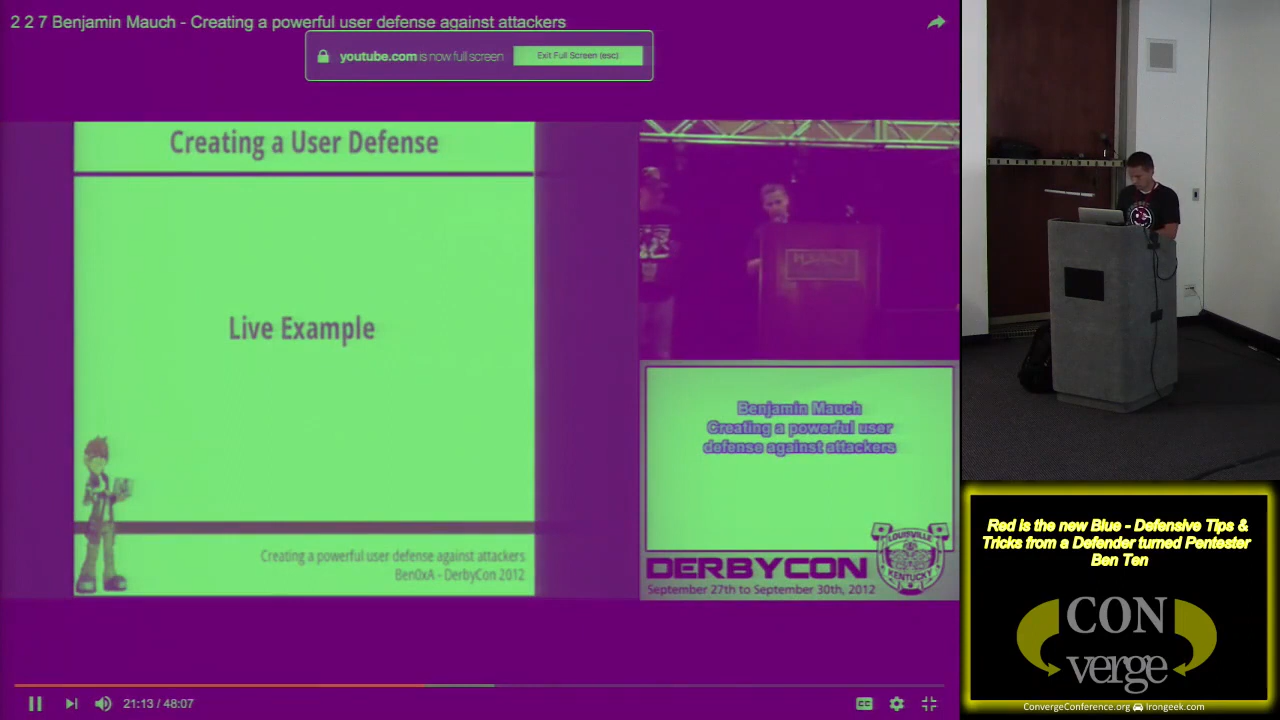 2 2 7 Benjamin Mauch - Creating a powerful user defense against attackers
youtube.com is now full screen
Exit Full Screen (esc)
Creating a User Defense
Live Example
Creating a powerful user defense against attackers
Ben0xA - DerbyCon 2012
Benjamin Mauch
Creating a powerful user
defense against attackers
LOUISVILLE
KENTUCKY
DERBYCON
September 27th to September 30th, 2012
21:13 / 48:07
CC
Red is the new Blue - Defensive Tips &
Tricks from a Defender turned Pentester
Ben Ten
CON
verge
ConvergeConference.org Irongeek.com